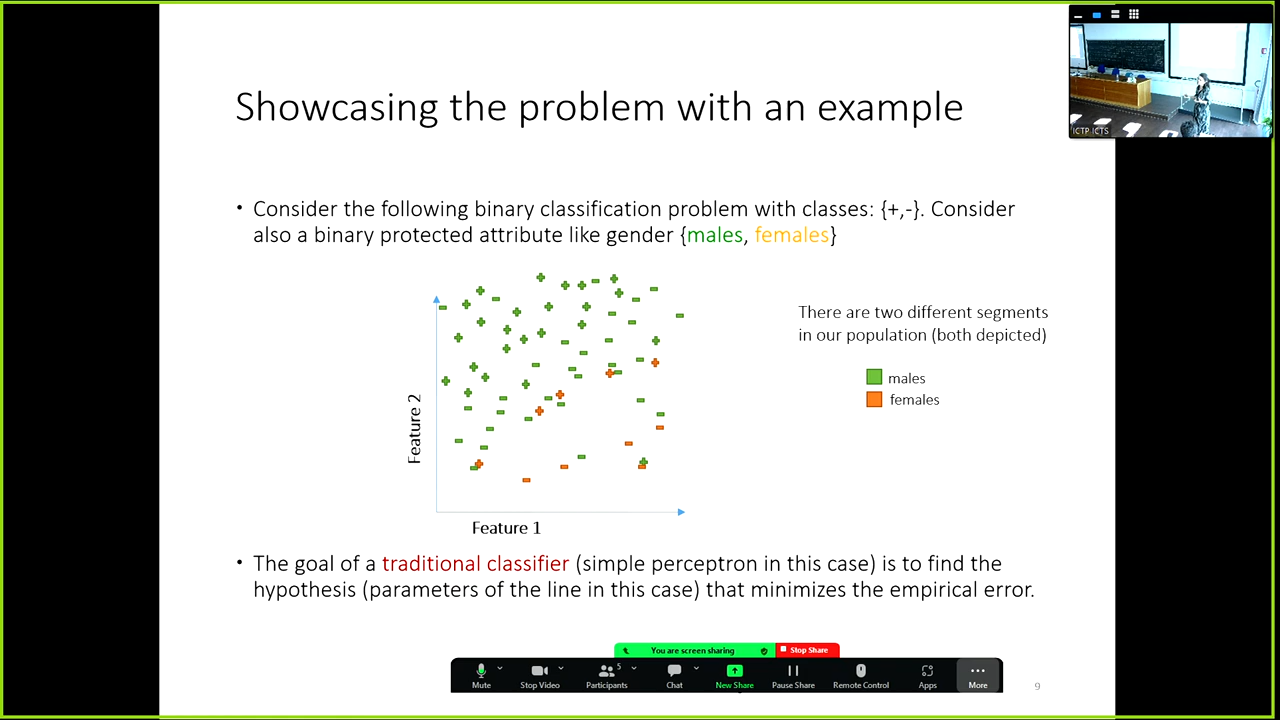 Showcasing the problem with an example
ICTP ICTS
• Consider the following binary classification problem with classes: {+,-}. Consider
also a binary protected attribute like gender {males, females}
There are two different segments
in our population (both depicted)
males
females
Feature 2
Feature 1
• The goal of a traditional classifier (simple perceptron in this case) is to find the
hypothesis (parameters of the line in this case) that minimizes the empirical error.
You are screen sharing
Stop Share
Mute
Stop Video
5
Participants
Chat
New Share
Pause Share
Remote Control
Apps
More
9